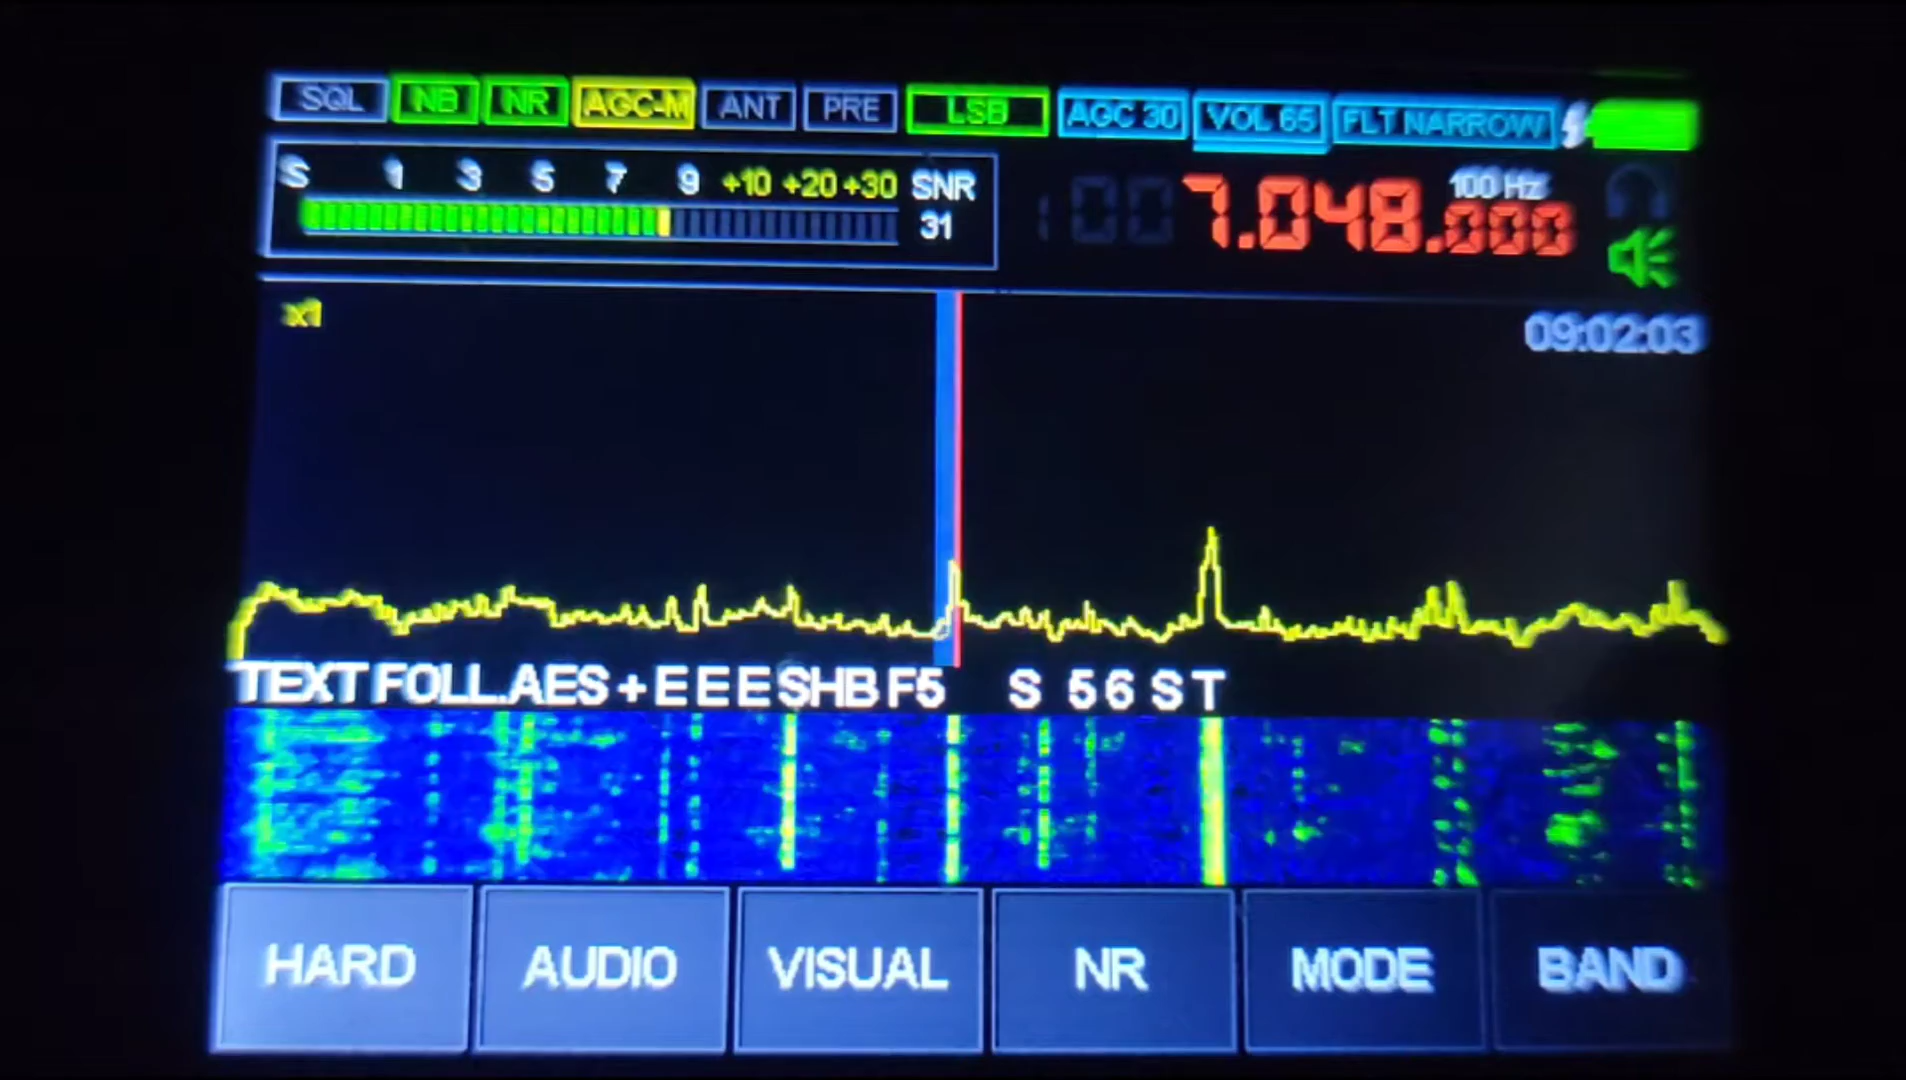 SQL NB NR AGC-M ANT PRE LSB AGC 30 VOL 65 FLT NARROW
S 1 3 5 7 9 +10 +20 +30 SNR
31
100 Hz
7.048.000
x1
09:02:03
TEXT FOLL.AES + E E E SHB F5 S 56 S T
HARD AUDIO VISUAL NR MODE BAND